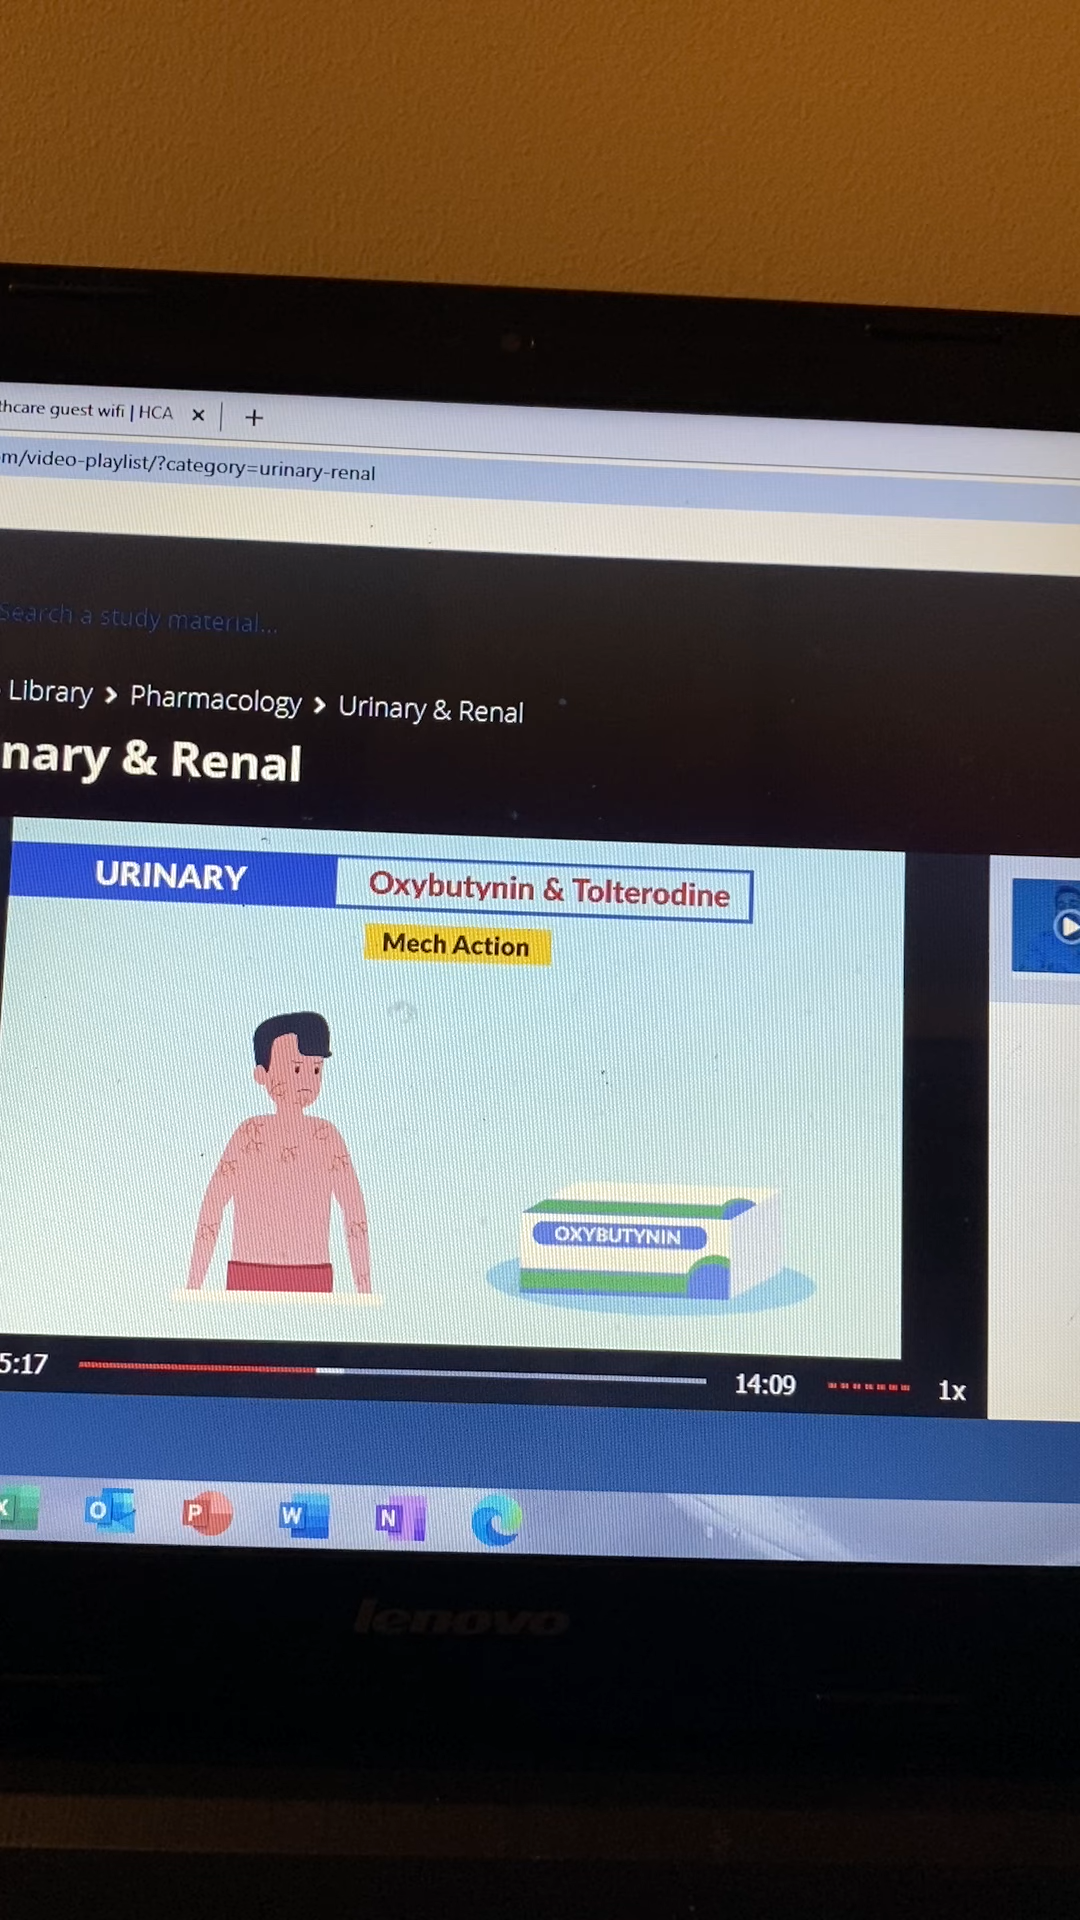 thcare guest wifi | HCA
m/video-playlist/?category=urinary-renal
Search a study material...
Library > Pharmacology > Urinary & Renal
nary & Renal
URINARY
Oxybutynin & Tolterodine
Mech Action
OXYBUTYNIN
5:17
14:09
1x
X
O
P
W
N
lenovo